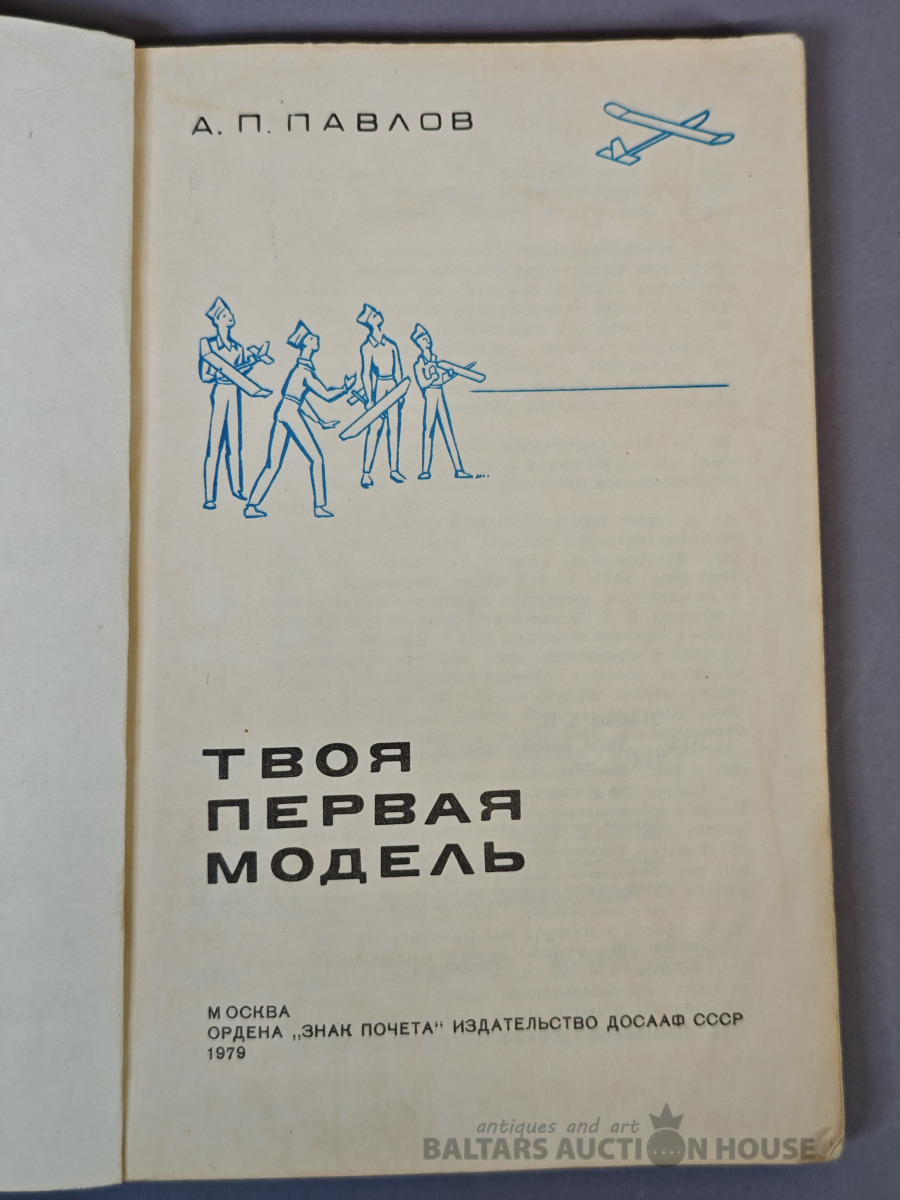 А. П. ПАВЛОВ
ТВОЯ
ПЕРВАЯ
МОДЕЛЬ
МОСКВА
ОРДЕНА „ЗНАК ПОЧЕТА“ ИЗДАТЕЛЬСТВО ДОСААФ СССР
1979
antiques and art
BALTARS AUCTION HOUSE